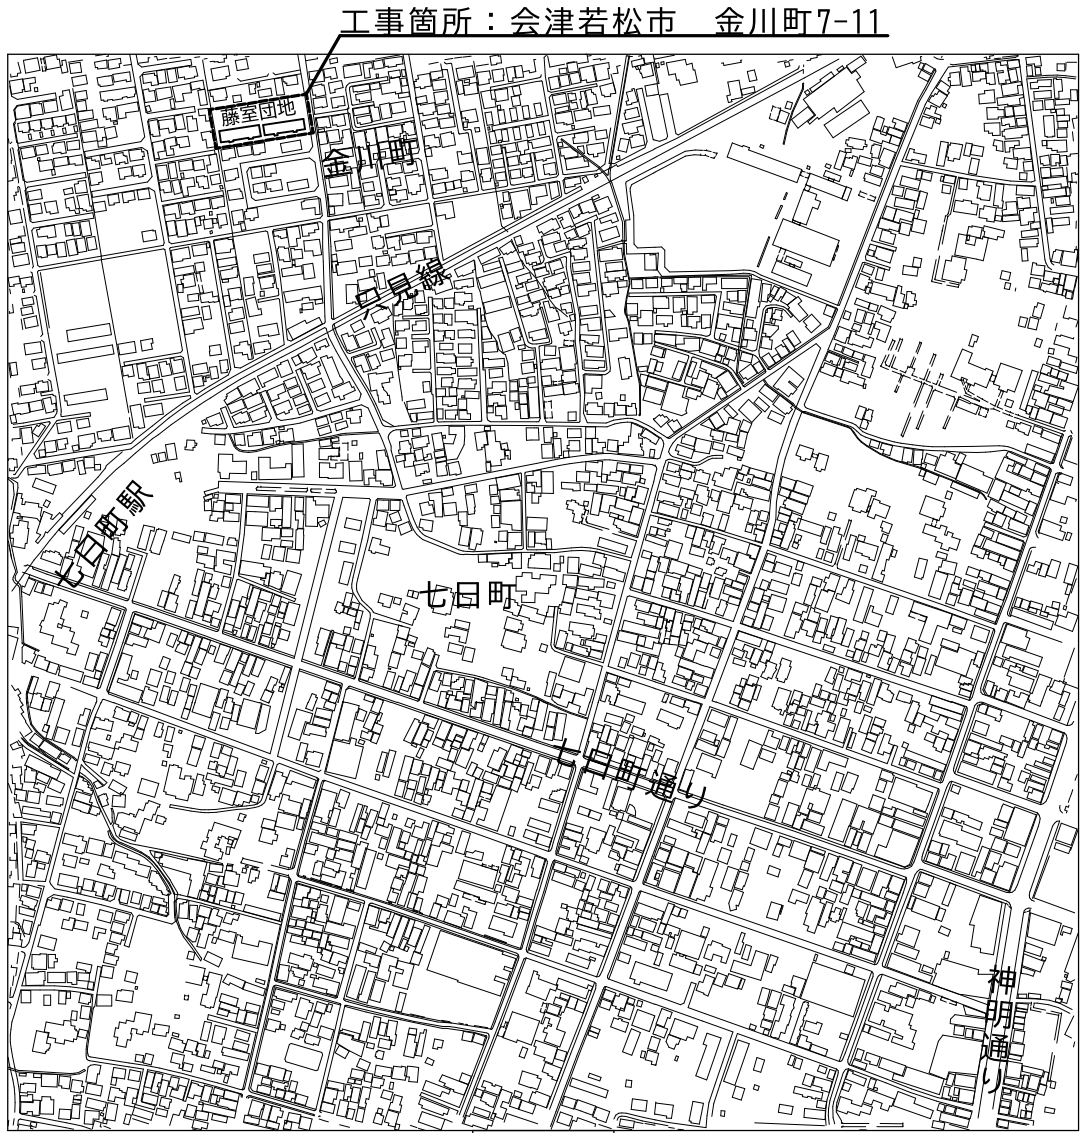 工事箇所：会津若松市　金川町7-11
藤室団地
金川町
只見線
七日町駅
七日町
七日町通り
神明通り